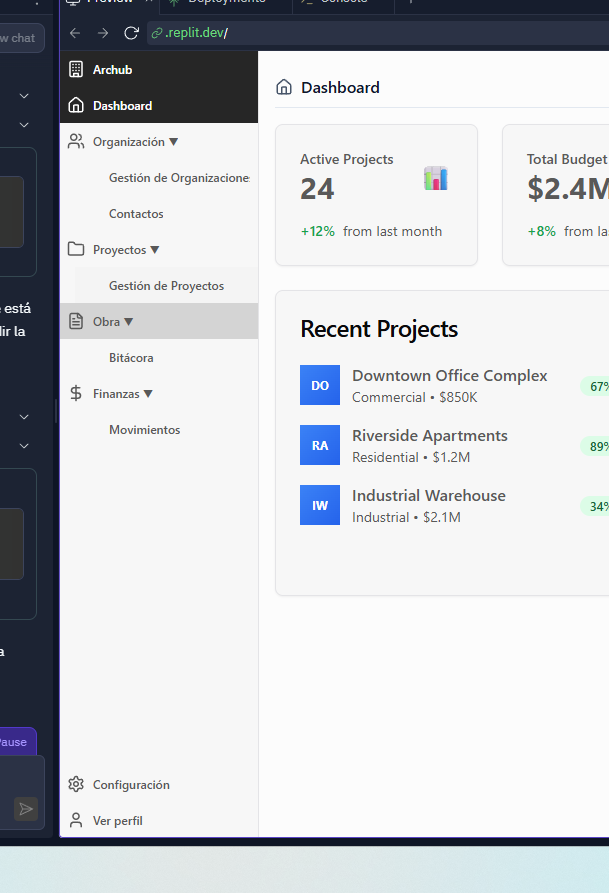 Preview
Deployments
Console
w chat
.replit.dev/
Archub
Dashboard
Organización ▼
Gestión de Organizacione
Contactos
Proyectos ▼
Gestión de Proyectos
Obra ▼
Bitácora
Finanzas ▼
Movimientos
Configuración
Ver perfil
está
dir la
a
Pause
Dashboard
Active Projects
24
+12% from last month
Total Budget
$2.4M
+8% from la
Recent Projects
DO
Downtown Office Complex
Commercial • $850K
67%
RA
Riverside Apartments
Residential • $1.2M
89%
IW
Industrial Warehouse
Industrial • $2.1M
34%